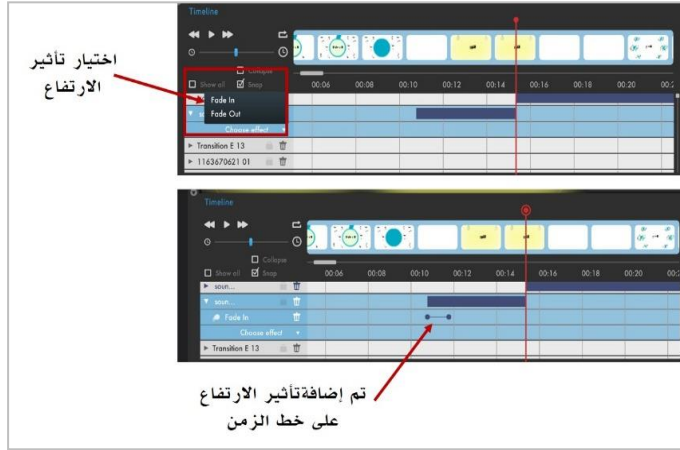 Timeline
اختيار تأثير
الارتفاع
Collapse
Show all Snap 00:06 00:08 00:10 00:12 00:14 00:16 00:18 00:20
Fade In
Fade Out
Choose effect
Transition E 13
1163670621 01
Timeline
Collapse
Show all Snap 00:06 00:08 00:10 00:12 00:14 00:16 00:18 00:20
soun...
soun...
Fade In
Choose effect
Transition E 13
تم إضافةتأثير الارتفاع
على خط الزمن